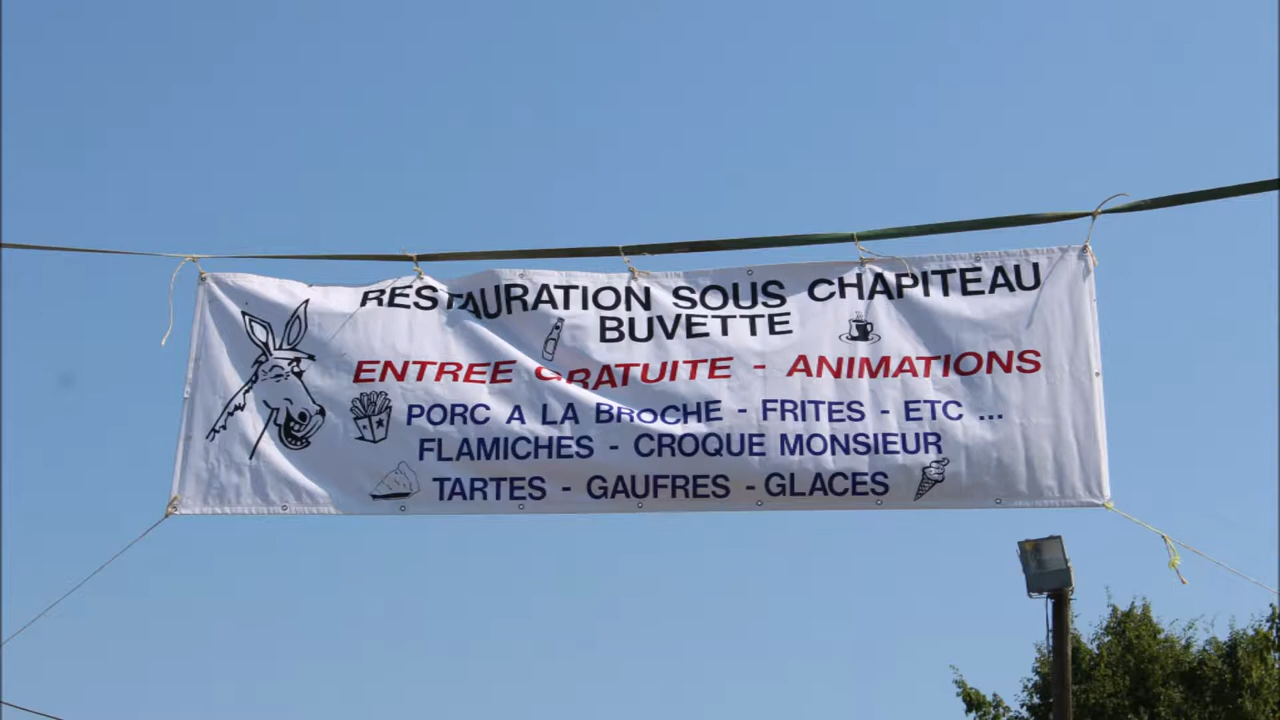 RESTAURATION SOUS CHAPITEAU
BUVETTE
ENTREE GRATUITE - ANIMATIONS
PORC A LA BROCHE - FRITES - ETC ...
FLAMICHES - CROQUE MONSIEUR
TARTES - GAUFRES - GLACES